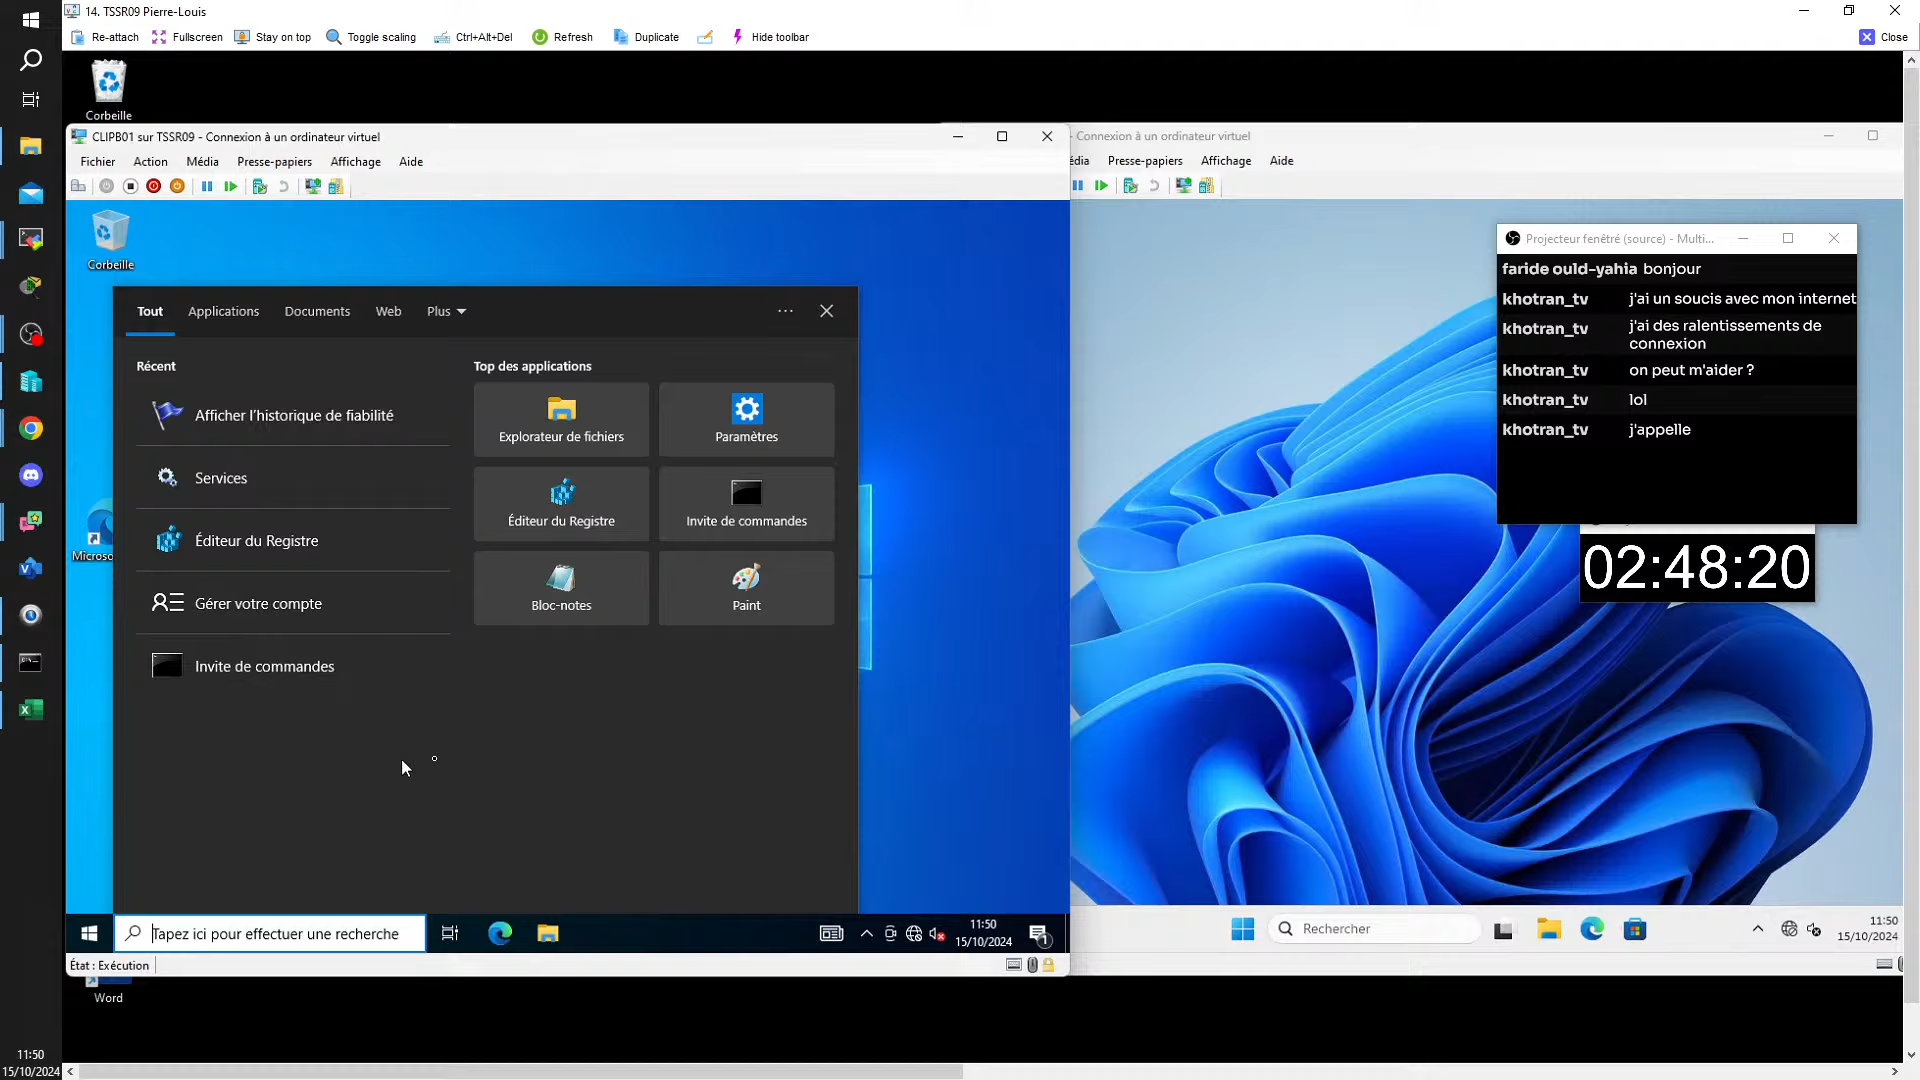 14. TSSR09 Pierre-Louis
Re-attach Fullscreen Stay on top Toggle scaling Ctrl+Alt+Del Refresh Duplicate Hide toolbar Close
Corbeille
CLIPB01 sur TSSR09 - Connexion à un ordinateur virtuel
Fichier Action Média Presse-papiers Affichage Aide
Corbeille
Tout Applications Documents Web Plus
Récent
Afficher l'historique de fiabilité
Services
Éditeur du Registre
Gérer votre compte
Invite de commandes
Top des applications
Explorateur de fichiers
Paramètres
Éditeur du Registre
Invite de commandes
Bloc-notes
Paint
Microso
Tapez ici pour effectuer une recherche
11:50
15/10/2024
1
État : Exécution
Word
- Connexion à un ordinateur virtuel
édia Presse-papiers Affichage Aide
Projecteur fenêtré (source) - Multi...
faride ould-yahia bonjour
khotran_tv j'ai un soucis avec mon internet
khotran_tv j'ai des ralentissements de
connexion
khotran_tv on peut m'aider ?
khotran_tv lol
khotran_tv j'appelle
02:48:20
Rechercher
11:50
15/10/2024
11:50
15/10/2024